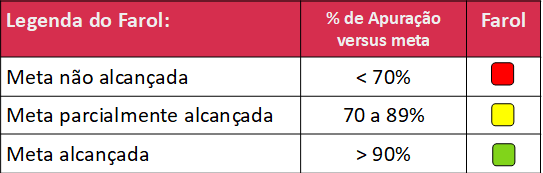 Legenda do Farol:
% de Apuração
versus meta
Farol
Meta não alcançada
< 70%
Meta parcialmente alcançada
70 a 89%
Meta alcançada
> 90%